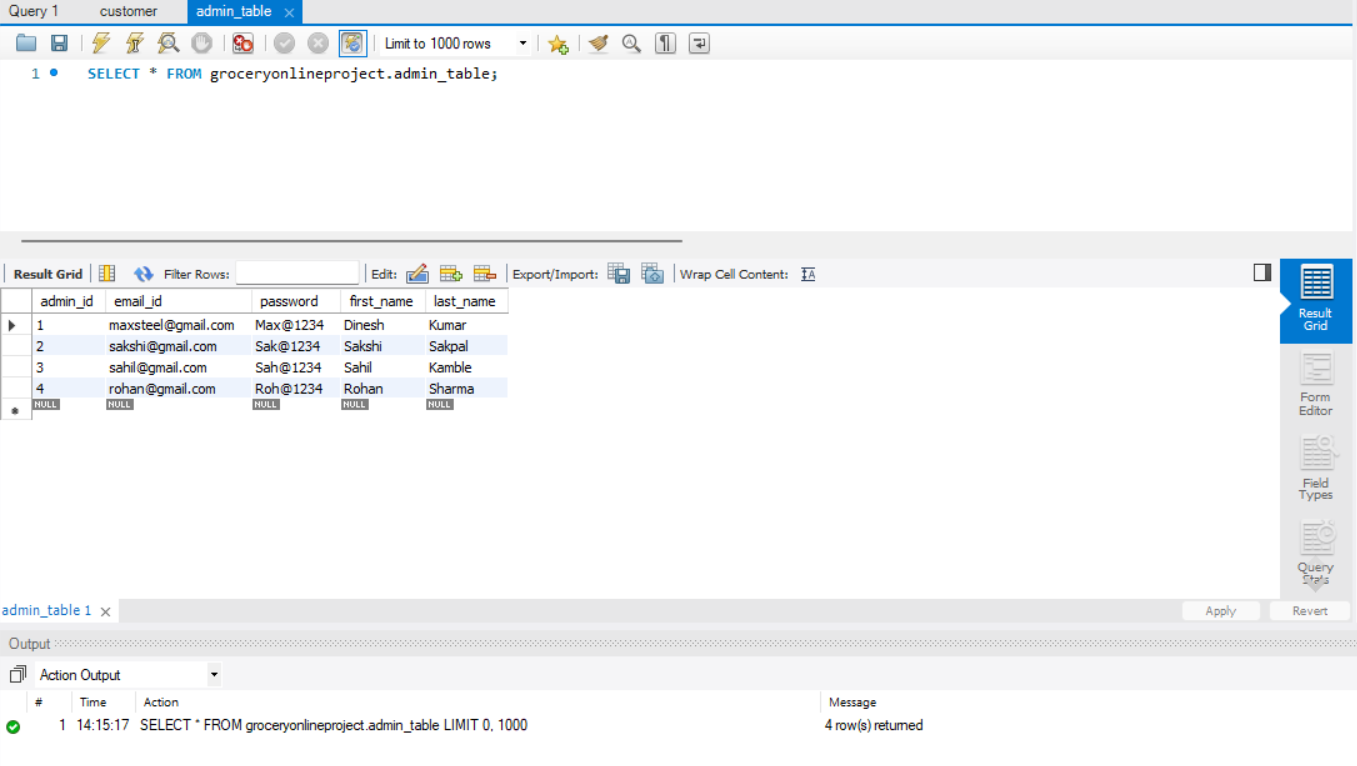 Query 1 customer admin_table
Limit to 1000 rows
1 SELECT * FROM groceryonlineproject.admin_table;
Result Grid Filter Rows: Edit: Export/Import: Wrap Cell Content:
admin_id email_id password first_name last_name
1 maxsteel@gmail.com Max@1234 Dinesh Kumar
2 sakshi@gmail.com Sak@1234 Sakshi Sakpal
3 sahil@gmail.com Sah@1234 Sahil Kamble
4 rohan@gmail.com Roh@1234 Rohan Sharma
NULL NULL NULL NULL NULL
Result
Grid
Form
Editor
Field
Types
Query
Stats
admin_table 1
Apply Revert
Output
Action Output
# Time Action Message
1 14:15:17 SELECT * FROM groceryonlineproject.admin_table LIMIT 0, 1000 4 row(s) returned